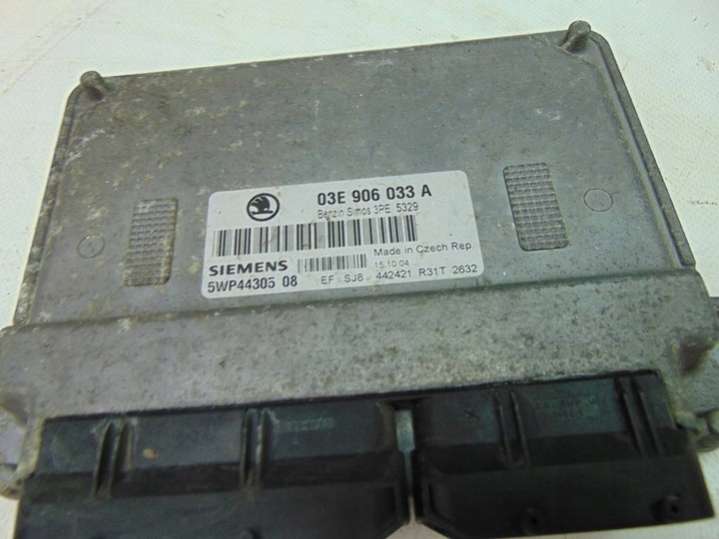 03E 906 033 A
Benzin Simos 3PE 5329
Made in Czech Rep.
SIEMENS 15.10.04
5WP44305 08 EF SJ8 442421 R31T 2632